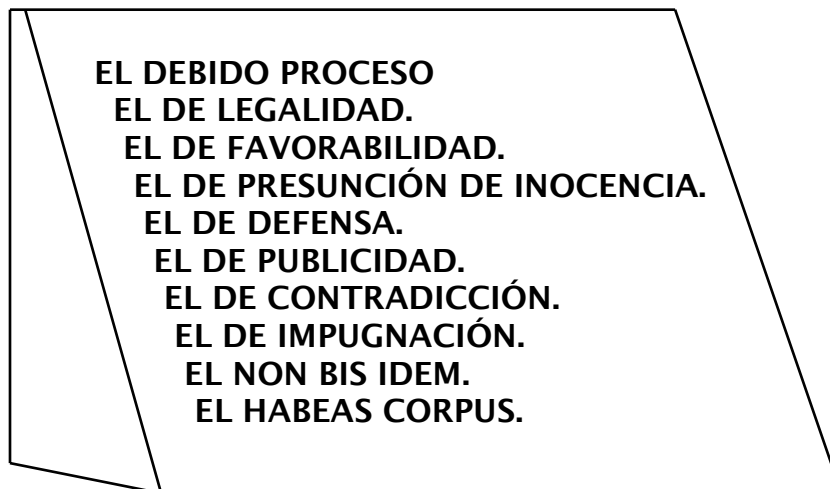 EL DEBIDO PROCESO
EL DE LEGALIDAD.
EL DE FAVORABILIDAD.
EL DE PRESUNCIÓN DE INOCENCIA.
EL DE DEFENSA.
EL DE PUBLICIDAD.
EL DE CONTRADICCIÓN.
EL DE IMPUGNACIÓN.
EL NON BIS IDEM.
EL HABEAS CORPUS.